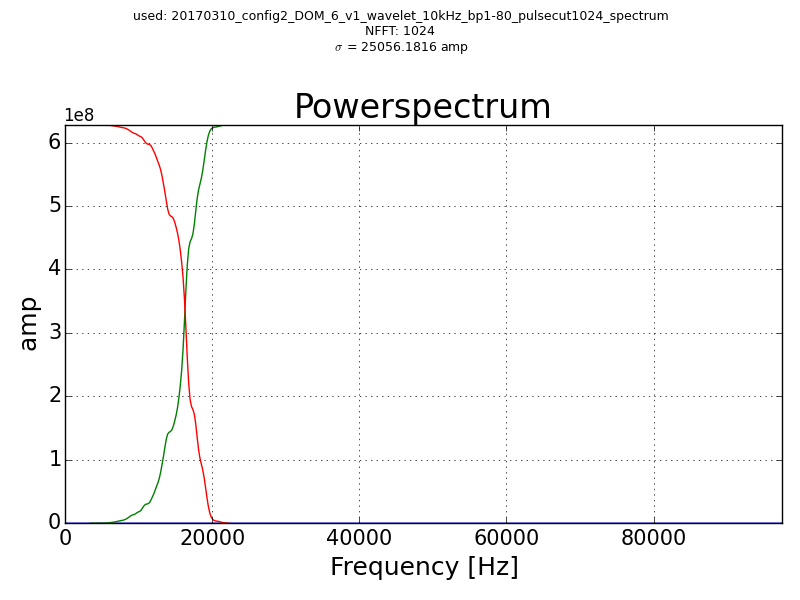 used: 20170310_config2_DOM_6_v1_wavelet_10kHz_bp1-80_pulsecut1024_spectrum
NFFT: 1024
σ = 25056.1816 amp
Powerspectrum
1e8
6
5
4
3
2
1
0
amp
0 20000 40000 60000 80000
Frequency [Hz]